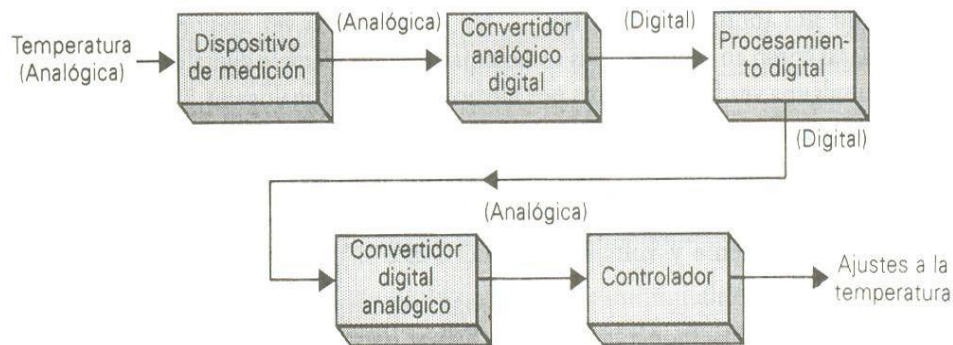 Temperatura
(Analógica)
Dispositivo
de medición
(Analógica)
Convertidor
analógico
digital
(Digital)
Procesamien-
to digital
(Digital)
(Analógica)
Convertidor
digital
analógico
Controlador
Ajustes a la
temperatura